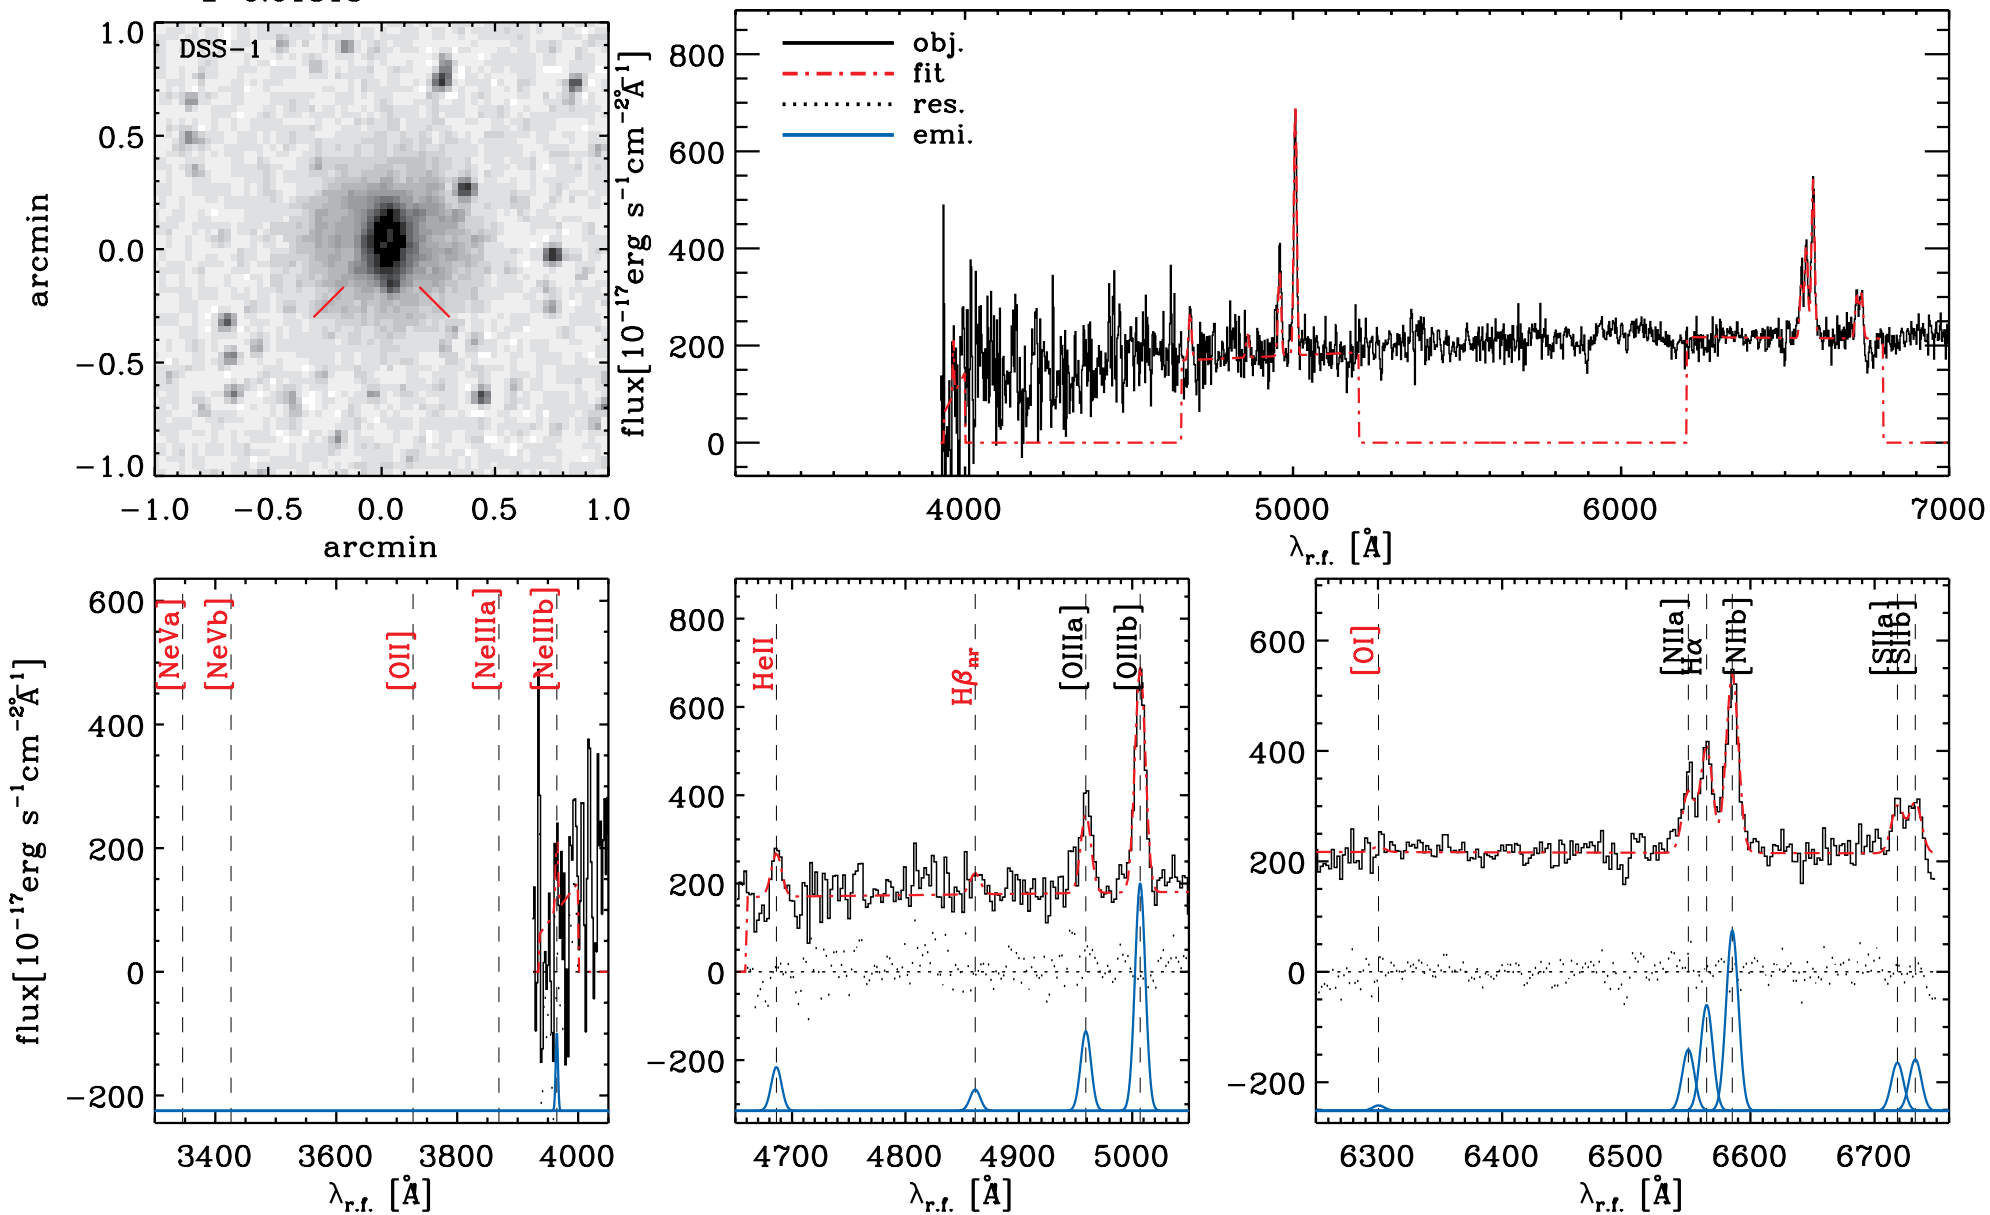 DSS-1
1.0
0.5
0.0
−0.5
−1.0
−1.0 −0.5 0.0 0.5 1.0
arcmin
arcmin
obj.
fit
res.
emi.
800
600
400
200
0
4000 5000 6000 7000
λr.f. [Å]
flux[10−17erg s−1cm−2Å−1]
[NeVa] [NeVb] [OII] [NeIIIa] [NeIIIb]
600
400
200
0
−200
3400 3600 3800 4000
λr.f. [Å]
flux[10−17erg s−1cm−2Å−1]
HeII Hβnr [OIIIa] [OIIIb]
800
600
400
200
0
−200
4700 4800 4900 5000
λr.f. [Å]
[OI] [NIIa] Hα [NIIb] [SIIa] [SIIb]
600
400
200
0
−200
6300 6400 6500 6600 6700
λr.f. [Å]